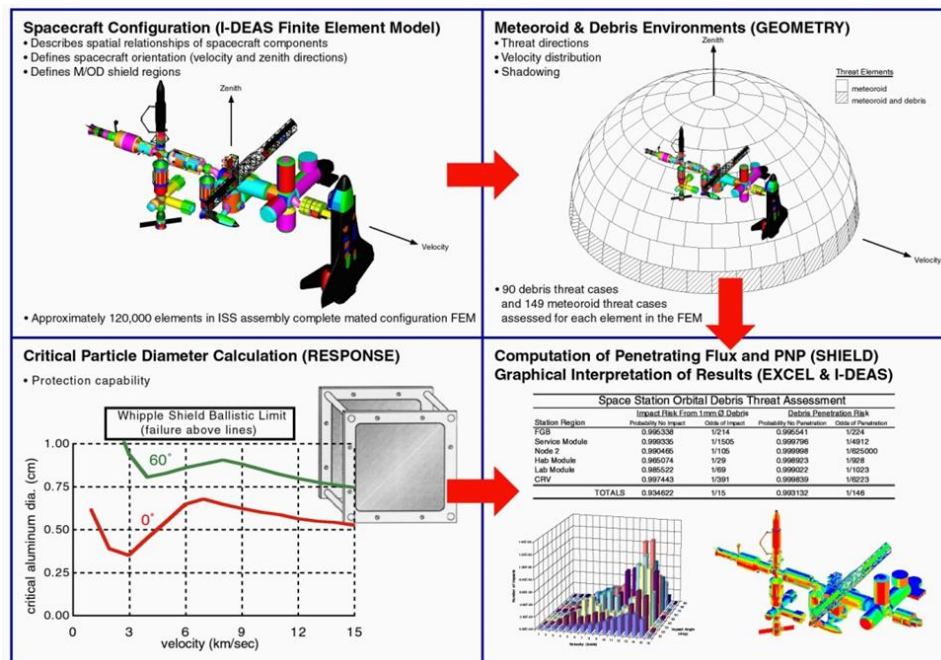 Spacecraft Configuration (I-DEAS Finite Element Model)
• Describes spatial relationships of spacecraft components
• Defines spacecraft orientation (velocity and zenith directions)
• Defines M/OD shield regions
Zenith
Velocity
• Approximately 120,000 elements in ISS assembly complete mated configuration FEM
Meteoroid & Debris Environments (GEOMETRY)
• Threat directions
• Velocity distribution
• Shadowing
Zenith
Threat Elements
meteoroid
meteoroid and debris
Velocity
• 90 debris threat cases
and 149 meteoroid threat cases
assessed for each element in the FEM
Critical Particle Diameter Calculation (RESPONSE)
• Protection capability
Whipple Shield Ballistic Limit
(failure above lines)
critical aluminum dia. (cm)
1.00
0.75
0.50
0.25
0.00
60°
0°
0 3 6 9 12 15
velocity (km/sec)
Computation of Penetrating Flux and PNP (SHIELD)
Graphical Interpretation of Results (EXCEL & I-DEAS)
Space Station Orbital Debris Threat Assessment
Impact Risk From 1mm Ø Debris Debris Penetration Risk
Station Region Probability No Impact Odds of Impact Probability No Penetration Odds of Penetration
FGB 0.995338 1/214 0.995541 1/224
Service Module 0.999335 1/1505 0.999796 1/4912
Node 2 0.990465 1/105 0.999998 1/625000
Hab Module 0.965074 1/29 0.998923 1/928
Lab Module 0.985522 1/69 0.999022 1/1023
CRV 0.997443 1/391 0.999839 1/6223
TOTALS 0.934622 1/15 0.993132 1/146
Number of Impacts
Velocity (km/s)
Impact Angle
(deg)